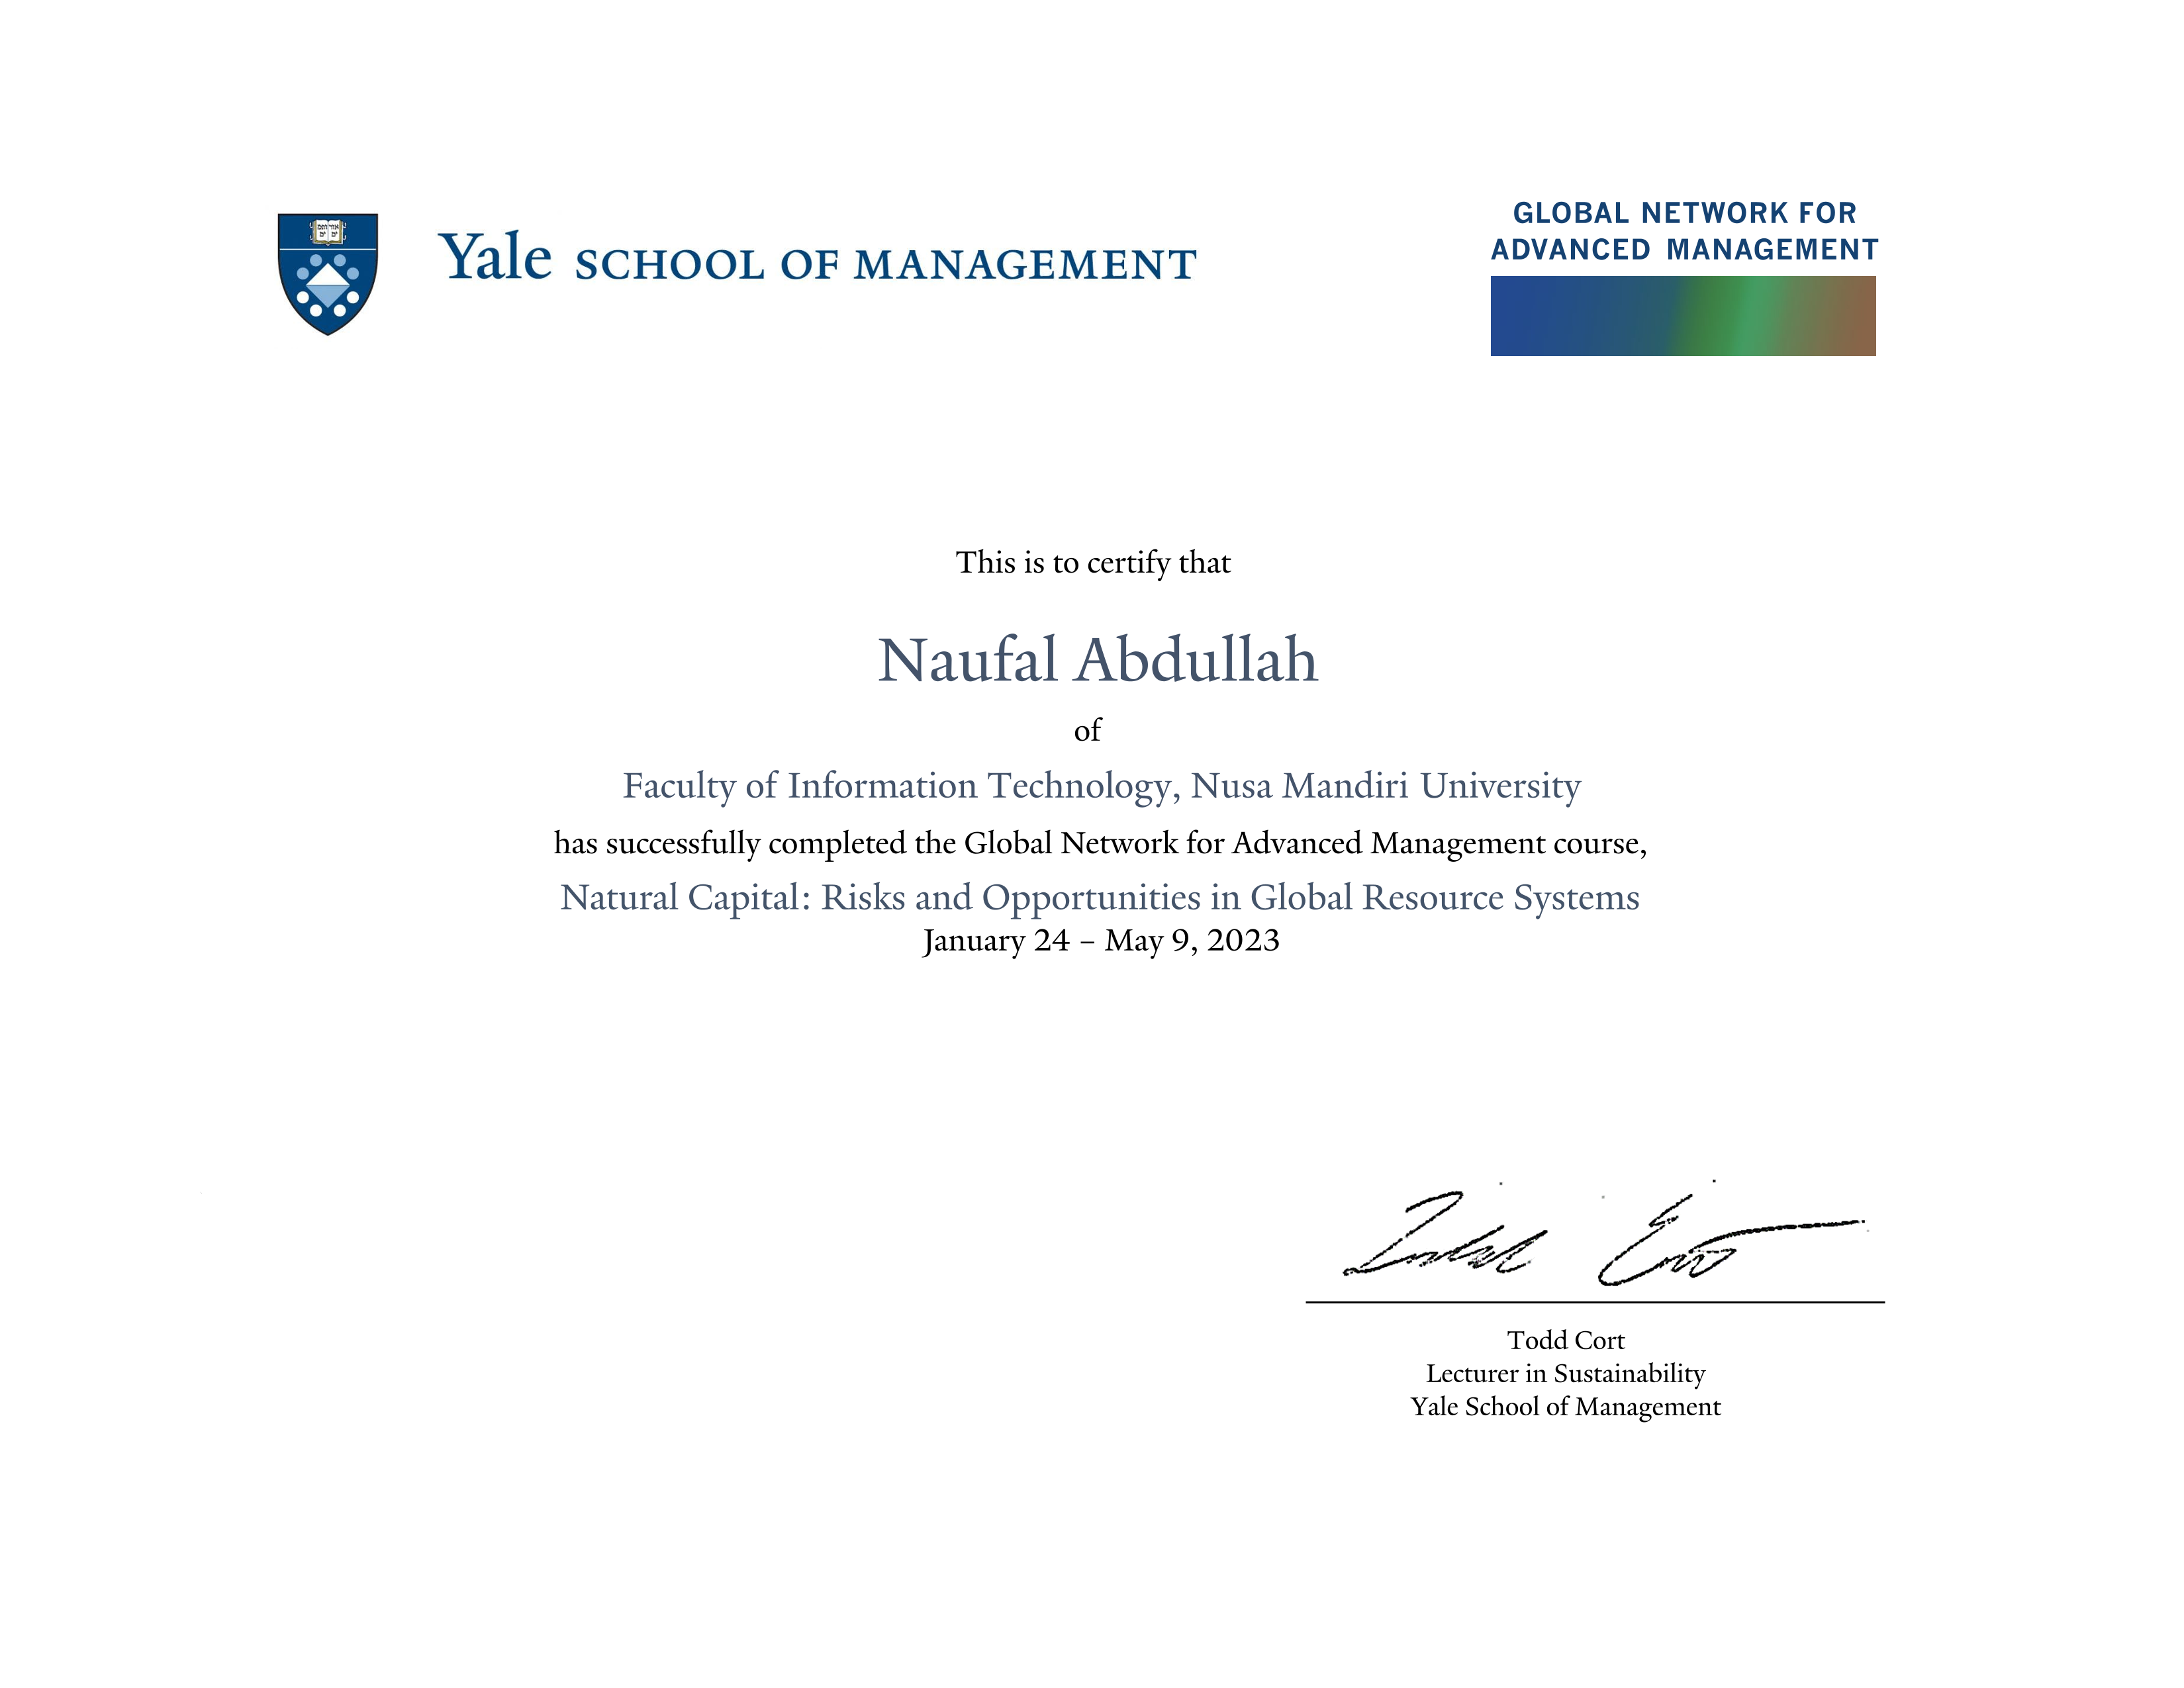 Yale SCHOOL OF MANAGEMENT
GLOBAL NETWORK FOR
ADVANCED MANAGEMENT
This is to certify that
Naufal Abdullah
of
Faculty of Information Technology, Nusa Mandiri University
has successfully completed the Global Network for Advanced Management course,
Natural Capital: Risks and Opportunities in Global Resource Systems
January 24 – May 9, 2023
Todd Cort
Lecturer in Sustainability
Yale School of Management